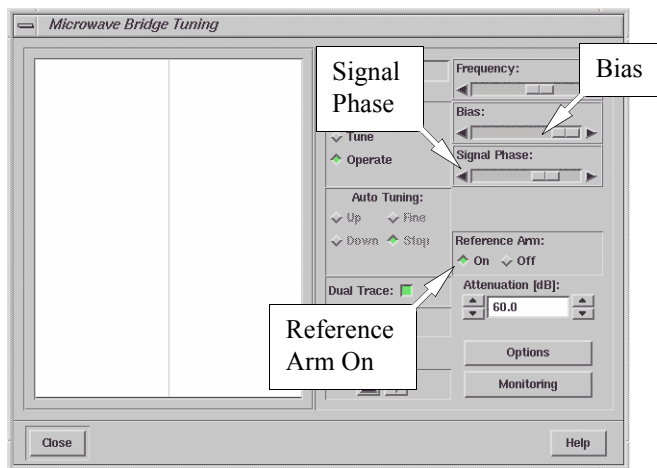 Microwave Bridge Tuning
Signal
Phase
Bias
Frequency:
Bias:
Tune
Operate
Signal Phase:
Auto Tuning:
Up
Fine
Down
Stop
Reference Arm:
On
Off
Dual Trace:
Attenuation [dB]:
60.0
Reference
Arm On
Options
Monitoring
Close
Help